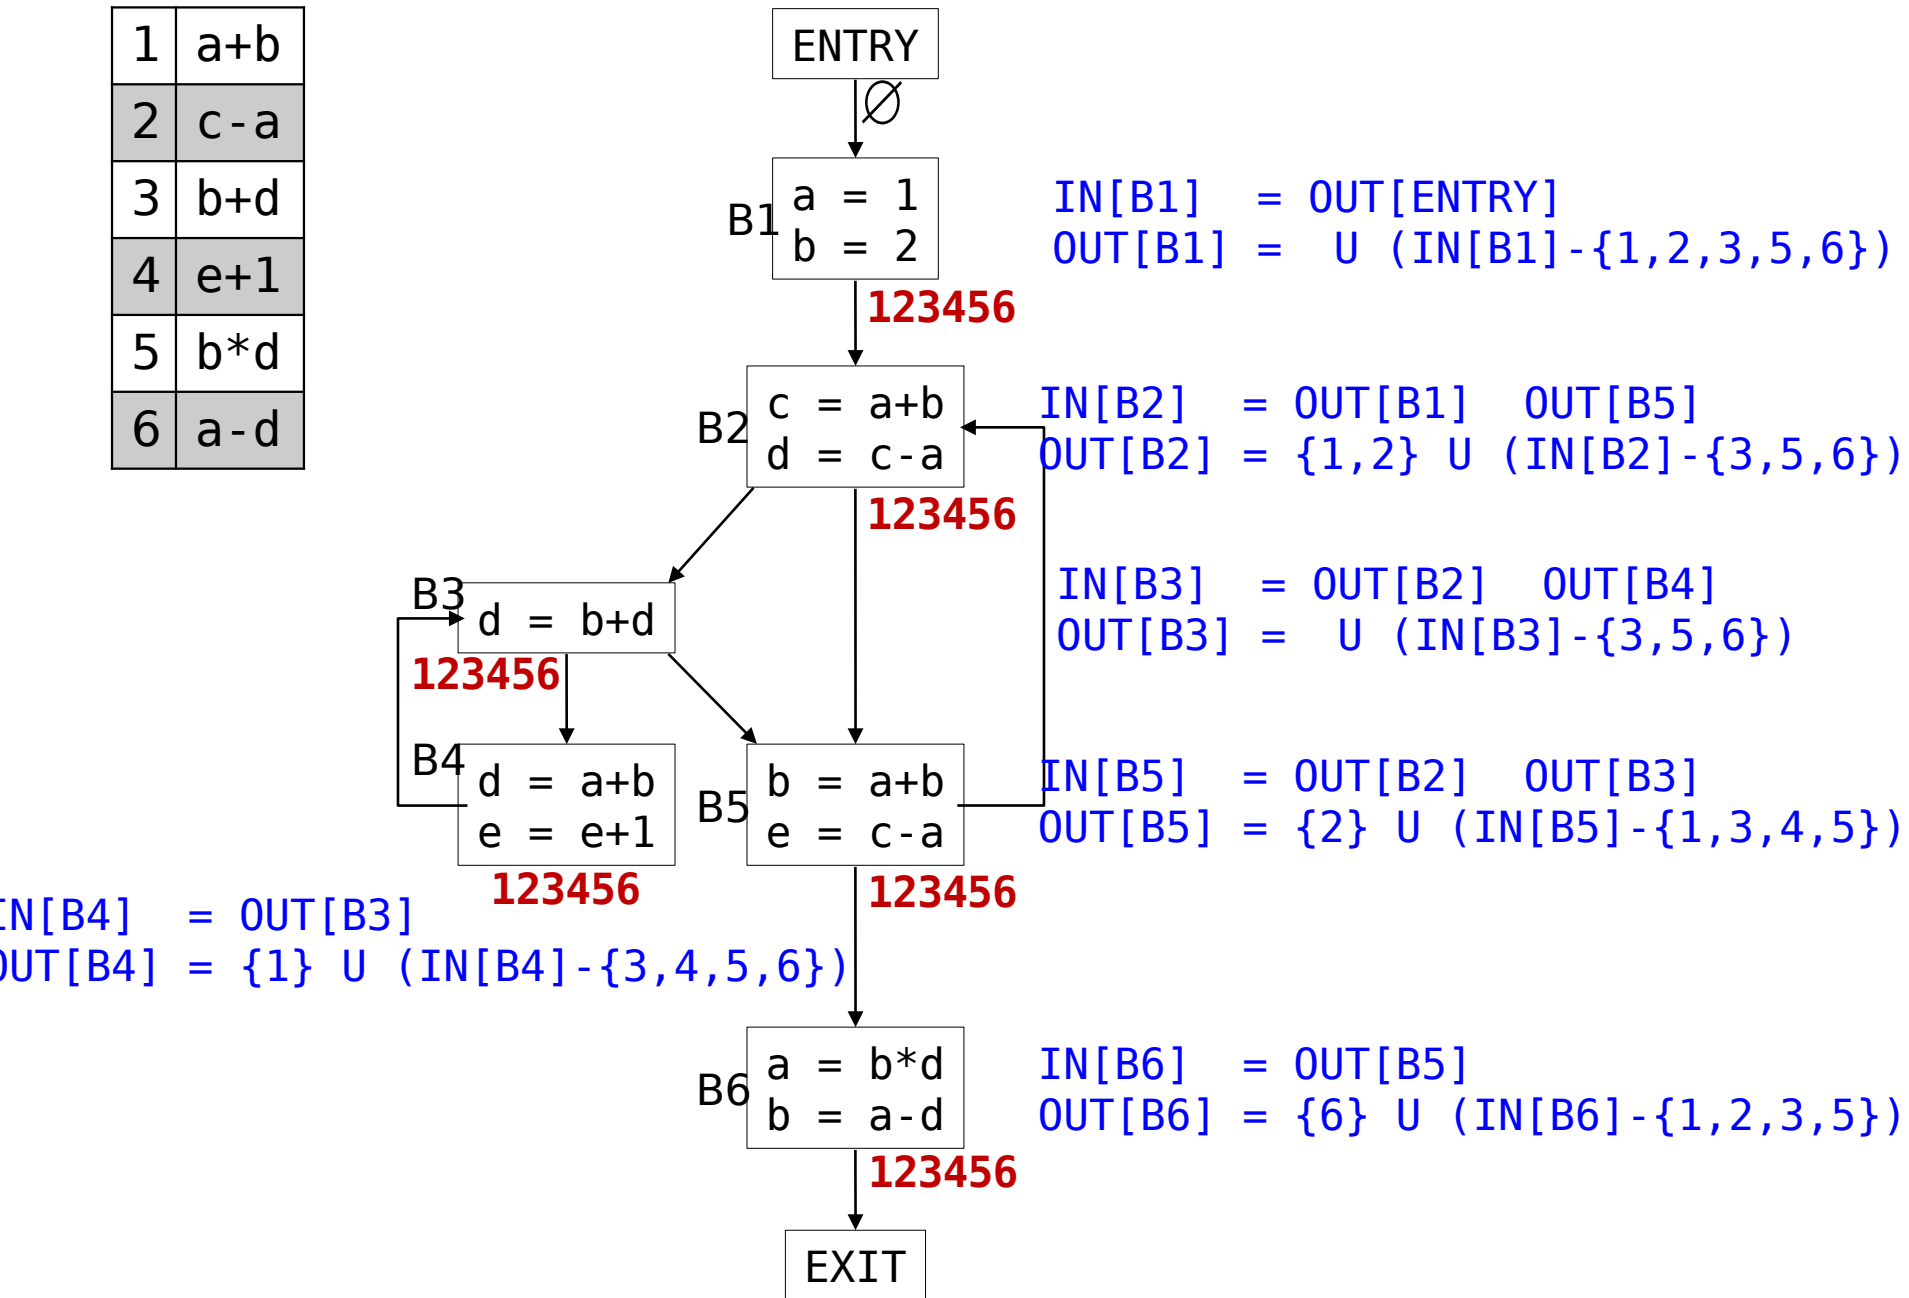 1 a+b
2 c-a
3 b+d
4 e+1
5 b*d
6 a-d
ENTRY
∅
B1
a = 1
b = 2
IN[B1] = OUT[ENTRY]
OUT[B1] = U (IN[B1]-{1,2,3,5,6})
123456
B2
c = a+b
d = c-a
IN[B2] = OUT[B1] OUT[B5]
OUT[B2] = {1,2} U (IN[B2]-{3,5,6})
123456
B3
d = b+d
IN[B3] = OUT[B2] OUT[B4]
OUT[B3] = U (IN[B3]-{3,5,6})
123456
B4
d = a+b
e = e+1
123456
B5
b = a+b
e = c-a
IN[B5] = OUT[B2] OUT[B3]
OUT[B5] = {2} U (IN[B5]-{1,3,4,5})
123456
IN[B4] = OUT[B3]
OUT[B4] = {1} U (IN[B4]-{3,4,5,6})
B6
a = b*d
b = a-d
IN[B6] = OUT[B5]
OUT[B6] = {6} U (IN[B6]-{1,2,3,5})
123456
EXIT